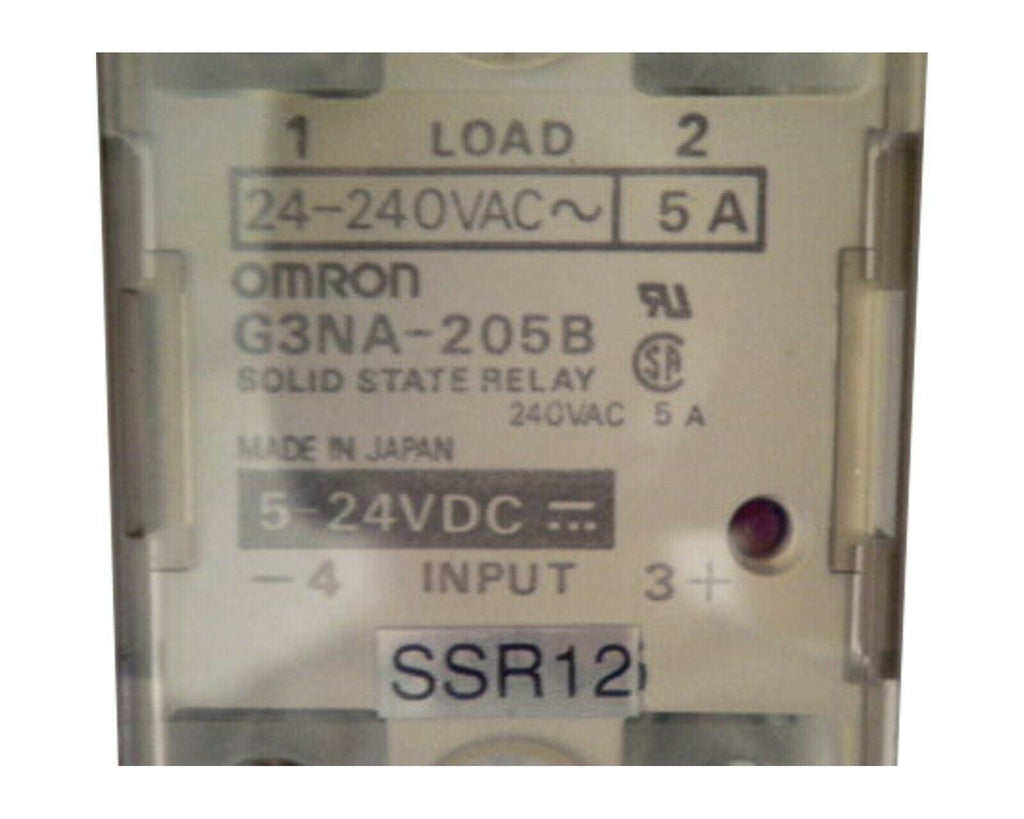 1 LOAD 2
24-240VAC~ 5 A
OMRON
G3NA-205B
SOLID STATE RELAY
240VAC 5 A
MADE IN JAPAN
5-24VDC
-4 INPUT 3+
SSR12